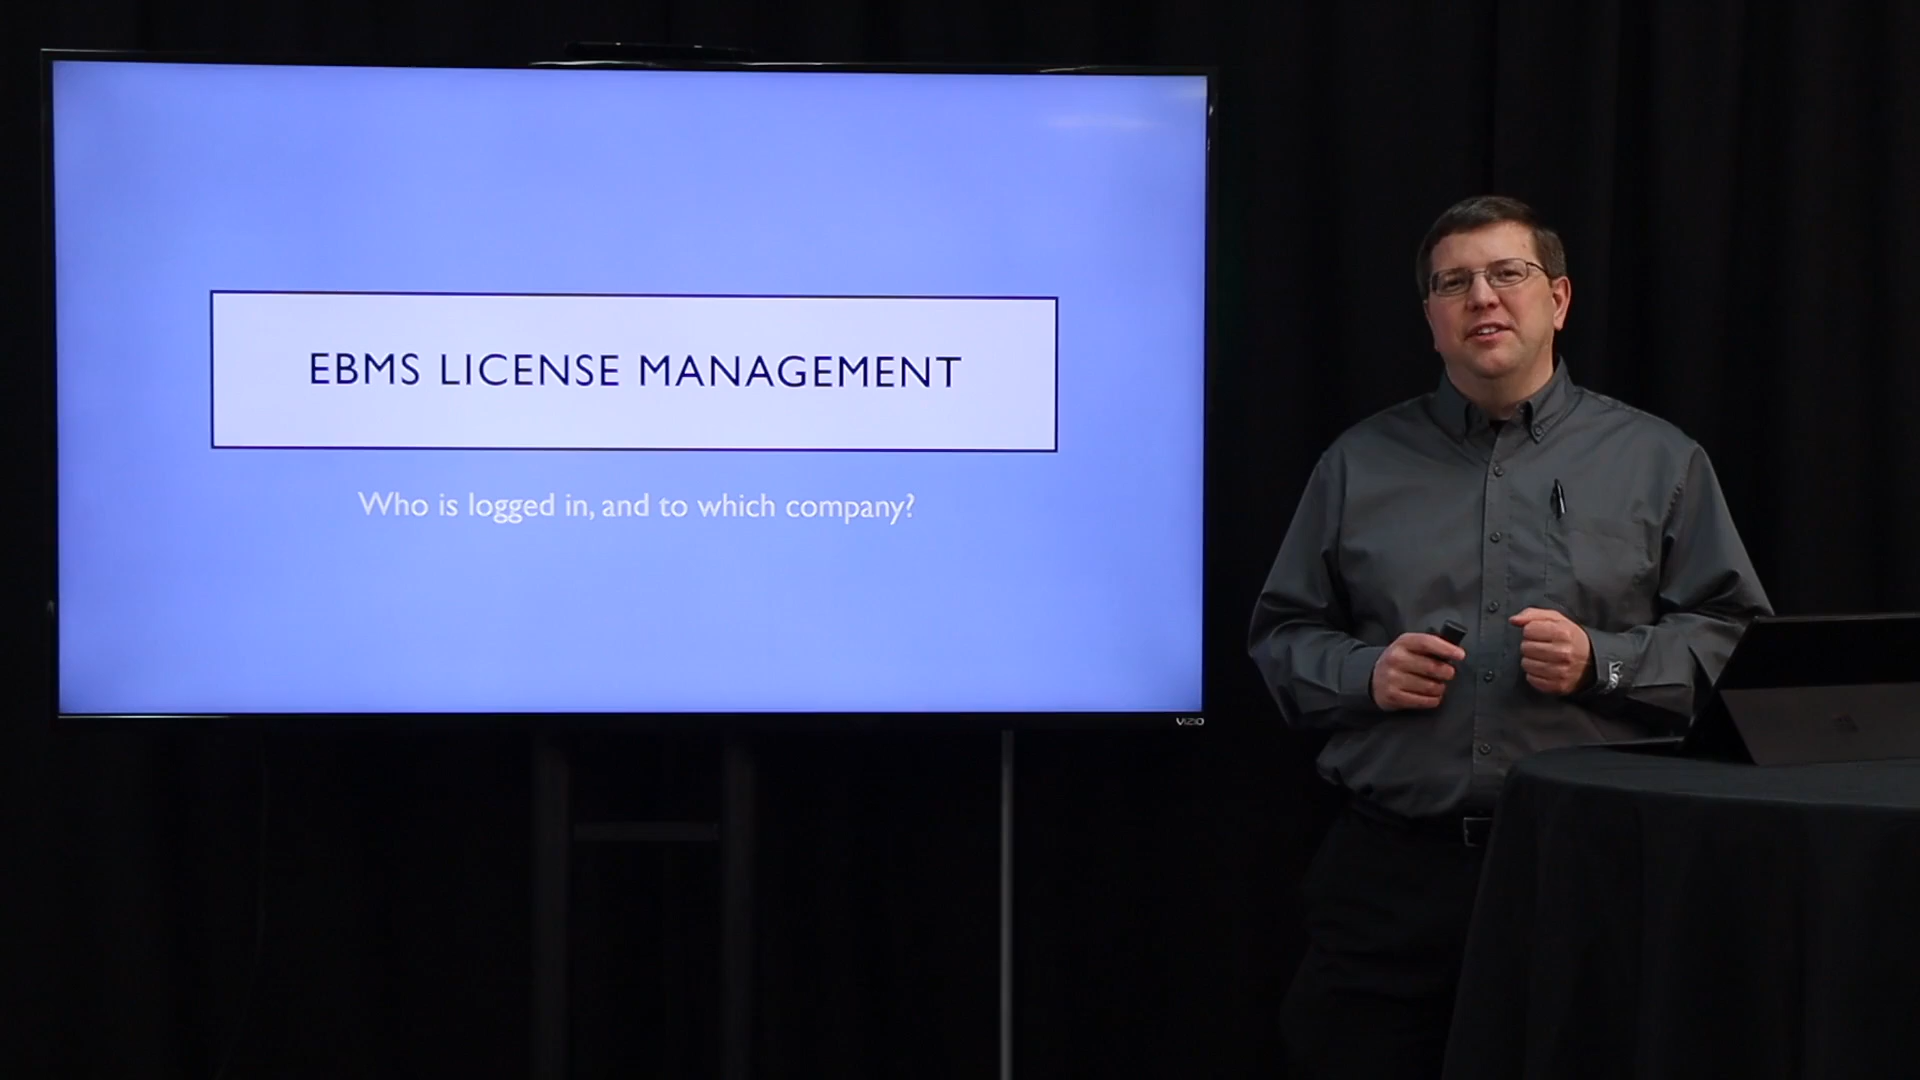 EBMS LICENSE MANAGEMENT
Who is logged in, and to which company?
VIZIO